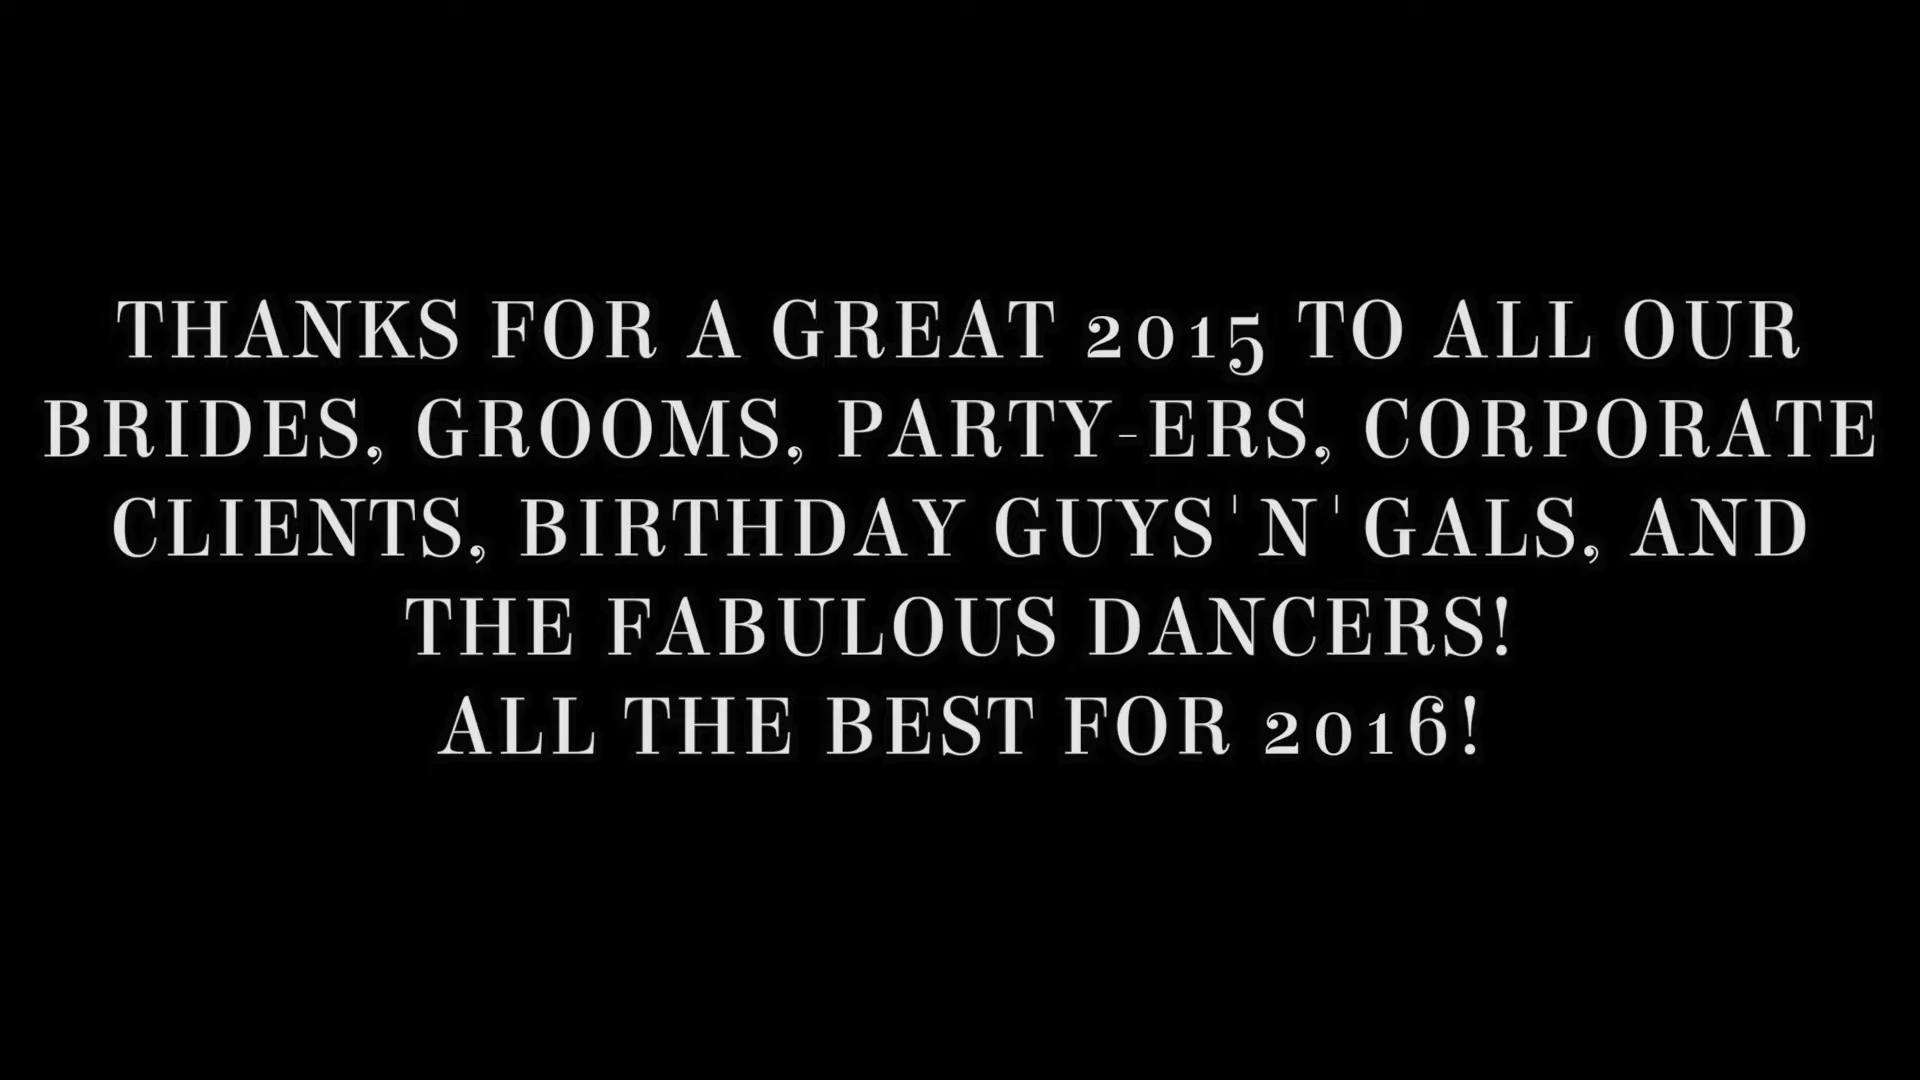 THANKS FOR A GREAT 2015 TO ALL OUR
BRIDES, GROOMS, PARTY-ERS, CORPORATE
CLIENTS, BIRTHDAY GUYS'N'GALS, AND
THE FABULOUS DANCERS!
ALL THE BEST FOR 2016!